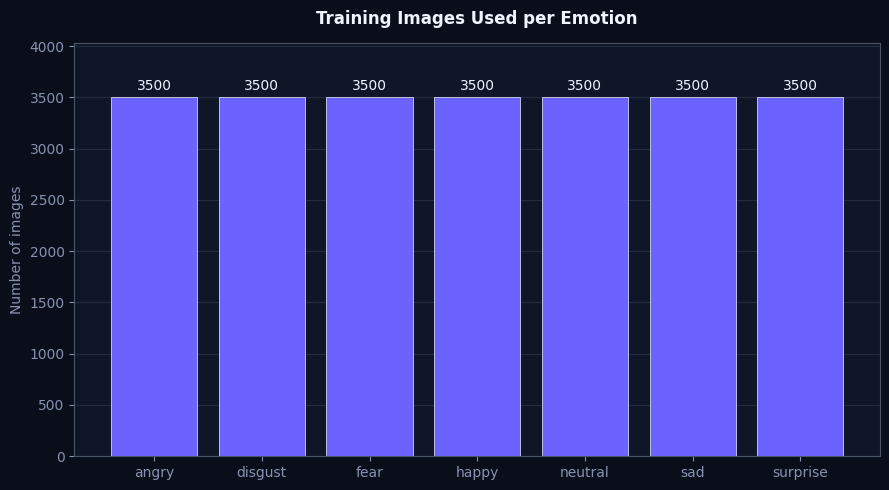 Training Images Used per Emotion
4000
3500
3000
2500
2000
1500
1000
500
0
Number of images
3500 3500 3500 3500 3500 3500 3500
angry disgust fear happy neutral sad surprise